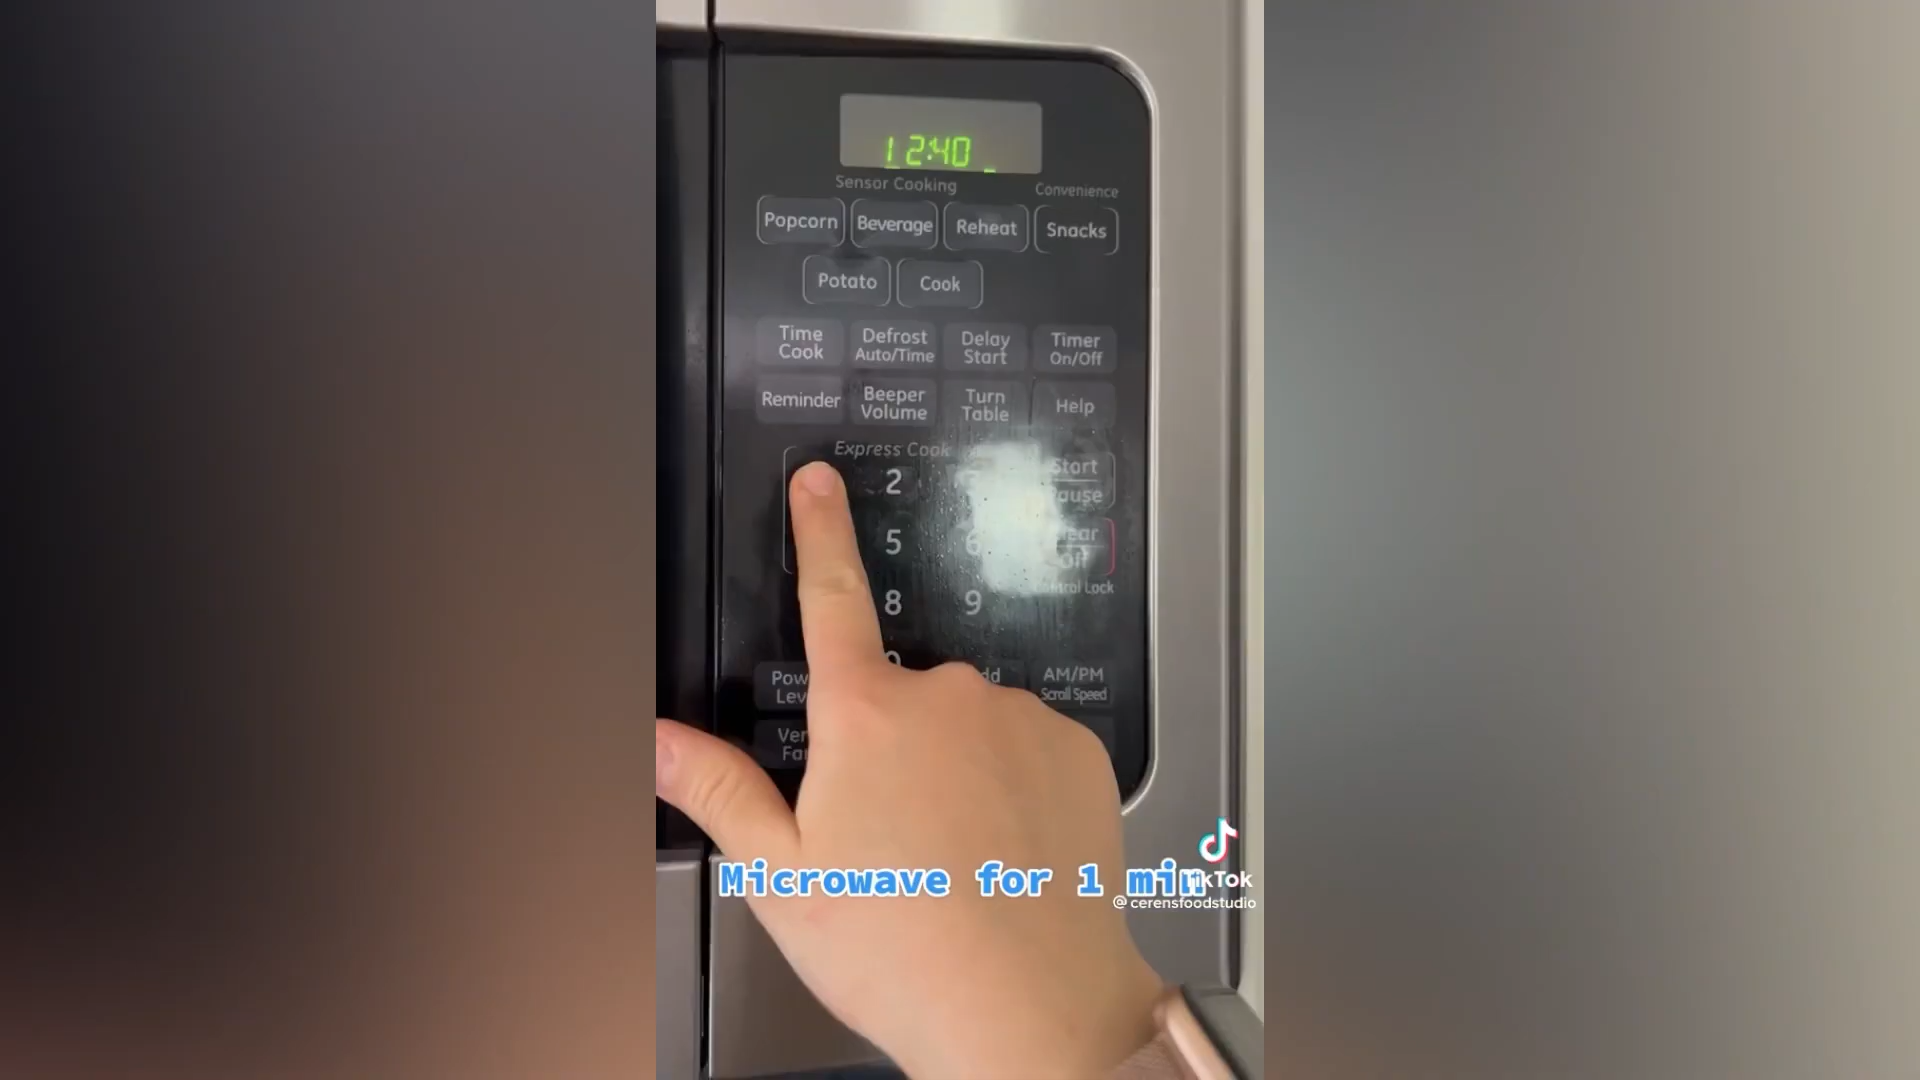 12:40
Sensor Cooking
Convenience
Popcorn
Beverage
Reheat
Snacks
Potato
Cook
Time
Cook
Defrost
Auto/Time
Delay
Start
Timer
On/Off
Reminder
Beeper
Volume
Turn
Table
Help
Express Cook
2
Start
5
6
8
9
AM/PM
Scroll Speed
Microwave for 1 min
TikTok
@cerensfoodstudio